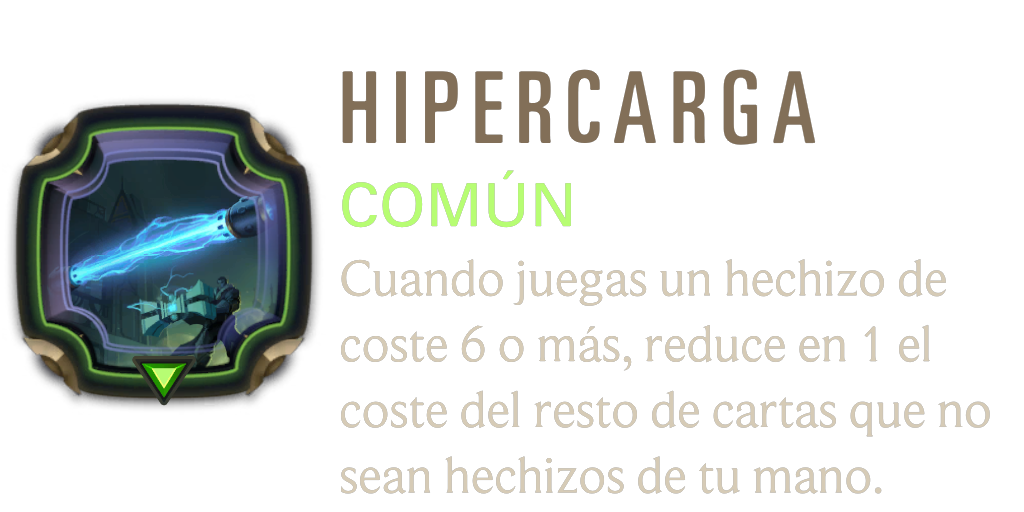 HIPERCARGA
COMÚN
Cuando juegas un hechizo de
coste 6 o más, reduce en 1 el
coste del resto de cartas que no
sean hechizos de tu mano.